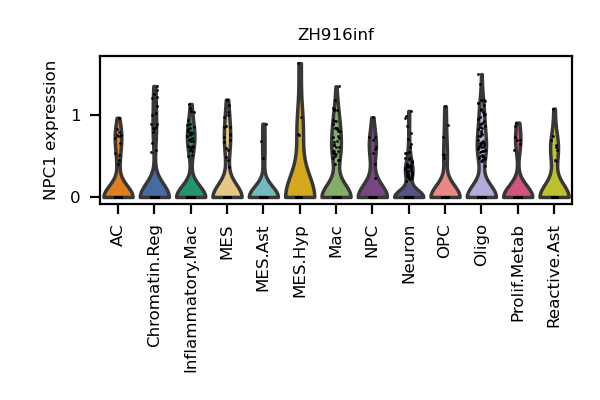 ZH916inf
NPC1 expression
1
0
AC
Chromatin.Reg
Inflammatory.Mac
MES
MES.Ast
MES.Hyp
Mac
NPC
Neuron
OPC
Oligo
Prolif.Metab
Reactive.Ast